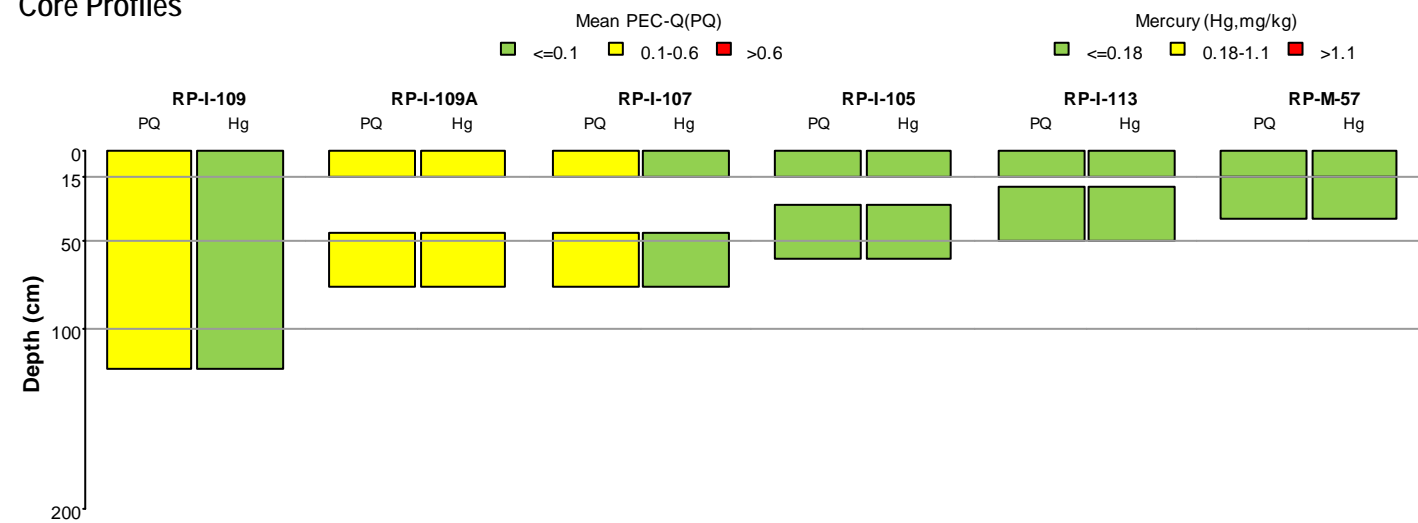 Core Profiles
Mean PEC-Q(PQ) Mercury (Hg,mg/kg)
<=0.1 0.1-0.6 >0.6 <=0.18 0.18-1.1 >1.1
RP-I-109 RP-I-109A RP-I-107 RP-I-105 RP-I-113 RP-M-57
PQ Hg PQ Hg PQ Hg PQ Hg PQ Hg PQ Hg
0
15
50
100
200
Depth (cm)